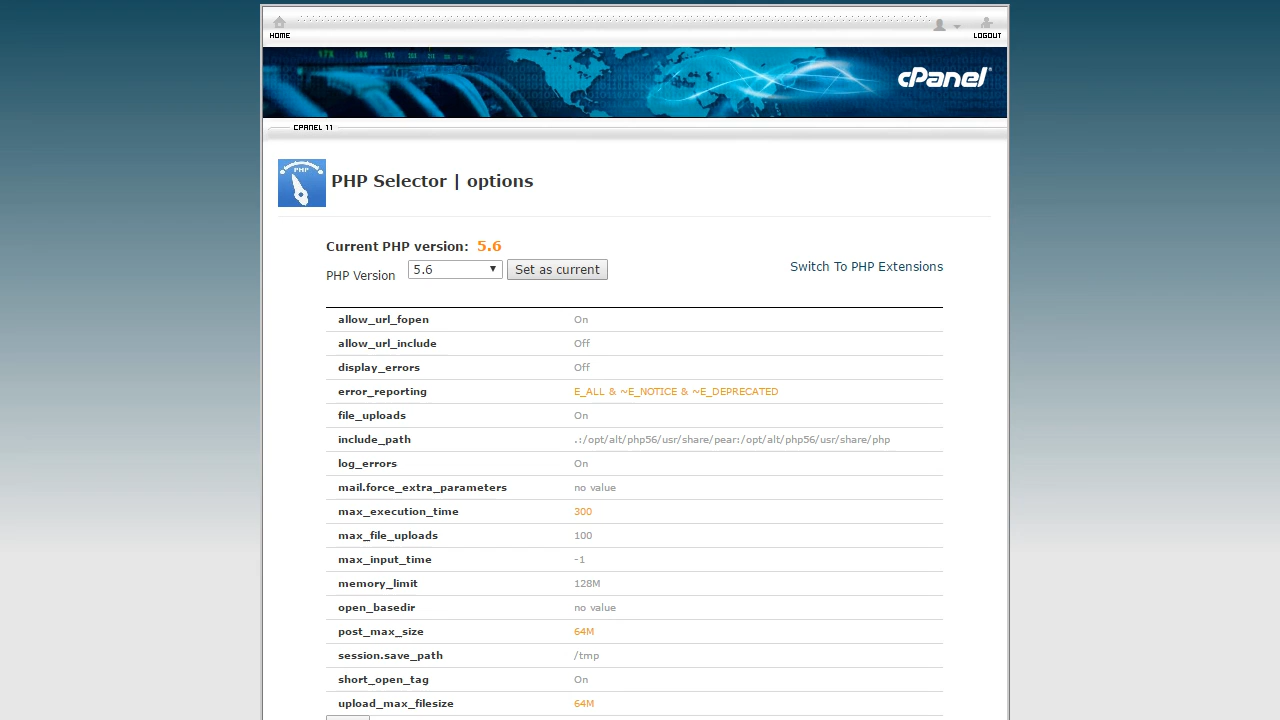 HOME
LOGOUT
cPanel®
CPANEL 11
PHP
PHP Selector | options
Current PHP version: 5.6
PHP Version 5.6 Set as current Switch To PHP Extensions
allow_url_fopen On
allow_url_include Off
display_errors Off
error_reporting E_ALL & ~E_NOTICE & ~E_DEPRECATED
file_uploads On
include_path .:/opt/alt/php56/usr/share/pear:/opt/alt/php56/usr/share/php
log_errors On
mail.force_extra_parameters no value
max_execution_time 300
max_file_uploads 100
max_input_time -1
memory_limit 128M
open_basedir no value
post_max_size 64M
session.save_path /tmp
short_open_tag On
upload_max_filesize 64M